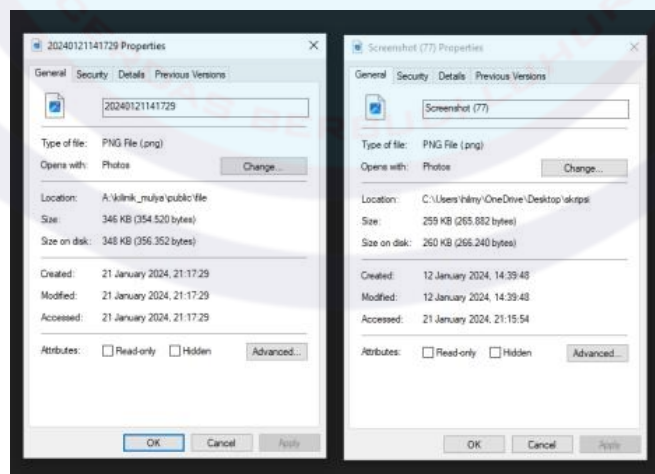 20240121141729 Properties
General Security Details Previous Versions
20240121141729
Type of file: PNG File (.png)
Opens with: Photos Change...
Location: A:\kilinik_mulya\public\file
Size: 346 KB (354.520 bytes)
Size on disk: 348 KB (356.352 bytes)
Created: 21 January 2024, 21:17:29
Modified: 21 January 2024, 21:17:29
Accessed: 21 January 2024, 21:17:29
Attributes: Read-only Hidden Advanced...
OK Cancel Apply
Screenshot (77) Properties
General Security Details Previous Versions
Screenshot (77)
Type of file: PNG File (.png)
Opens with: Photos Change...
Location: C:\Users\hilmy\OneDrive\Desktop\skripsi
Size: 259 KB (265.882 bytes)
Size on disk: 260 KB (266.240 bytes)
Created: 12 January 2024, 14:39:48
Modified: 12 January 2024, 14:39:48
Accessed: 21 January 2024, 21:15:54
Attributes: Read-only Hidden Advanced...
OK Cancel Apply